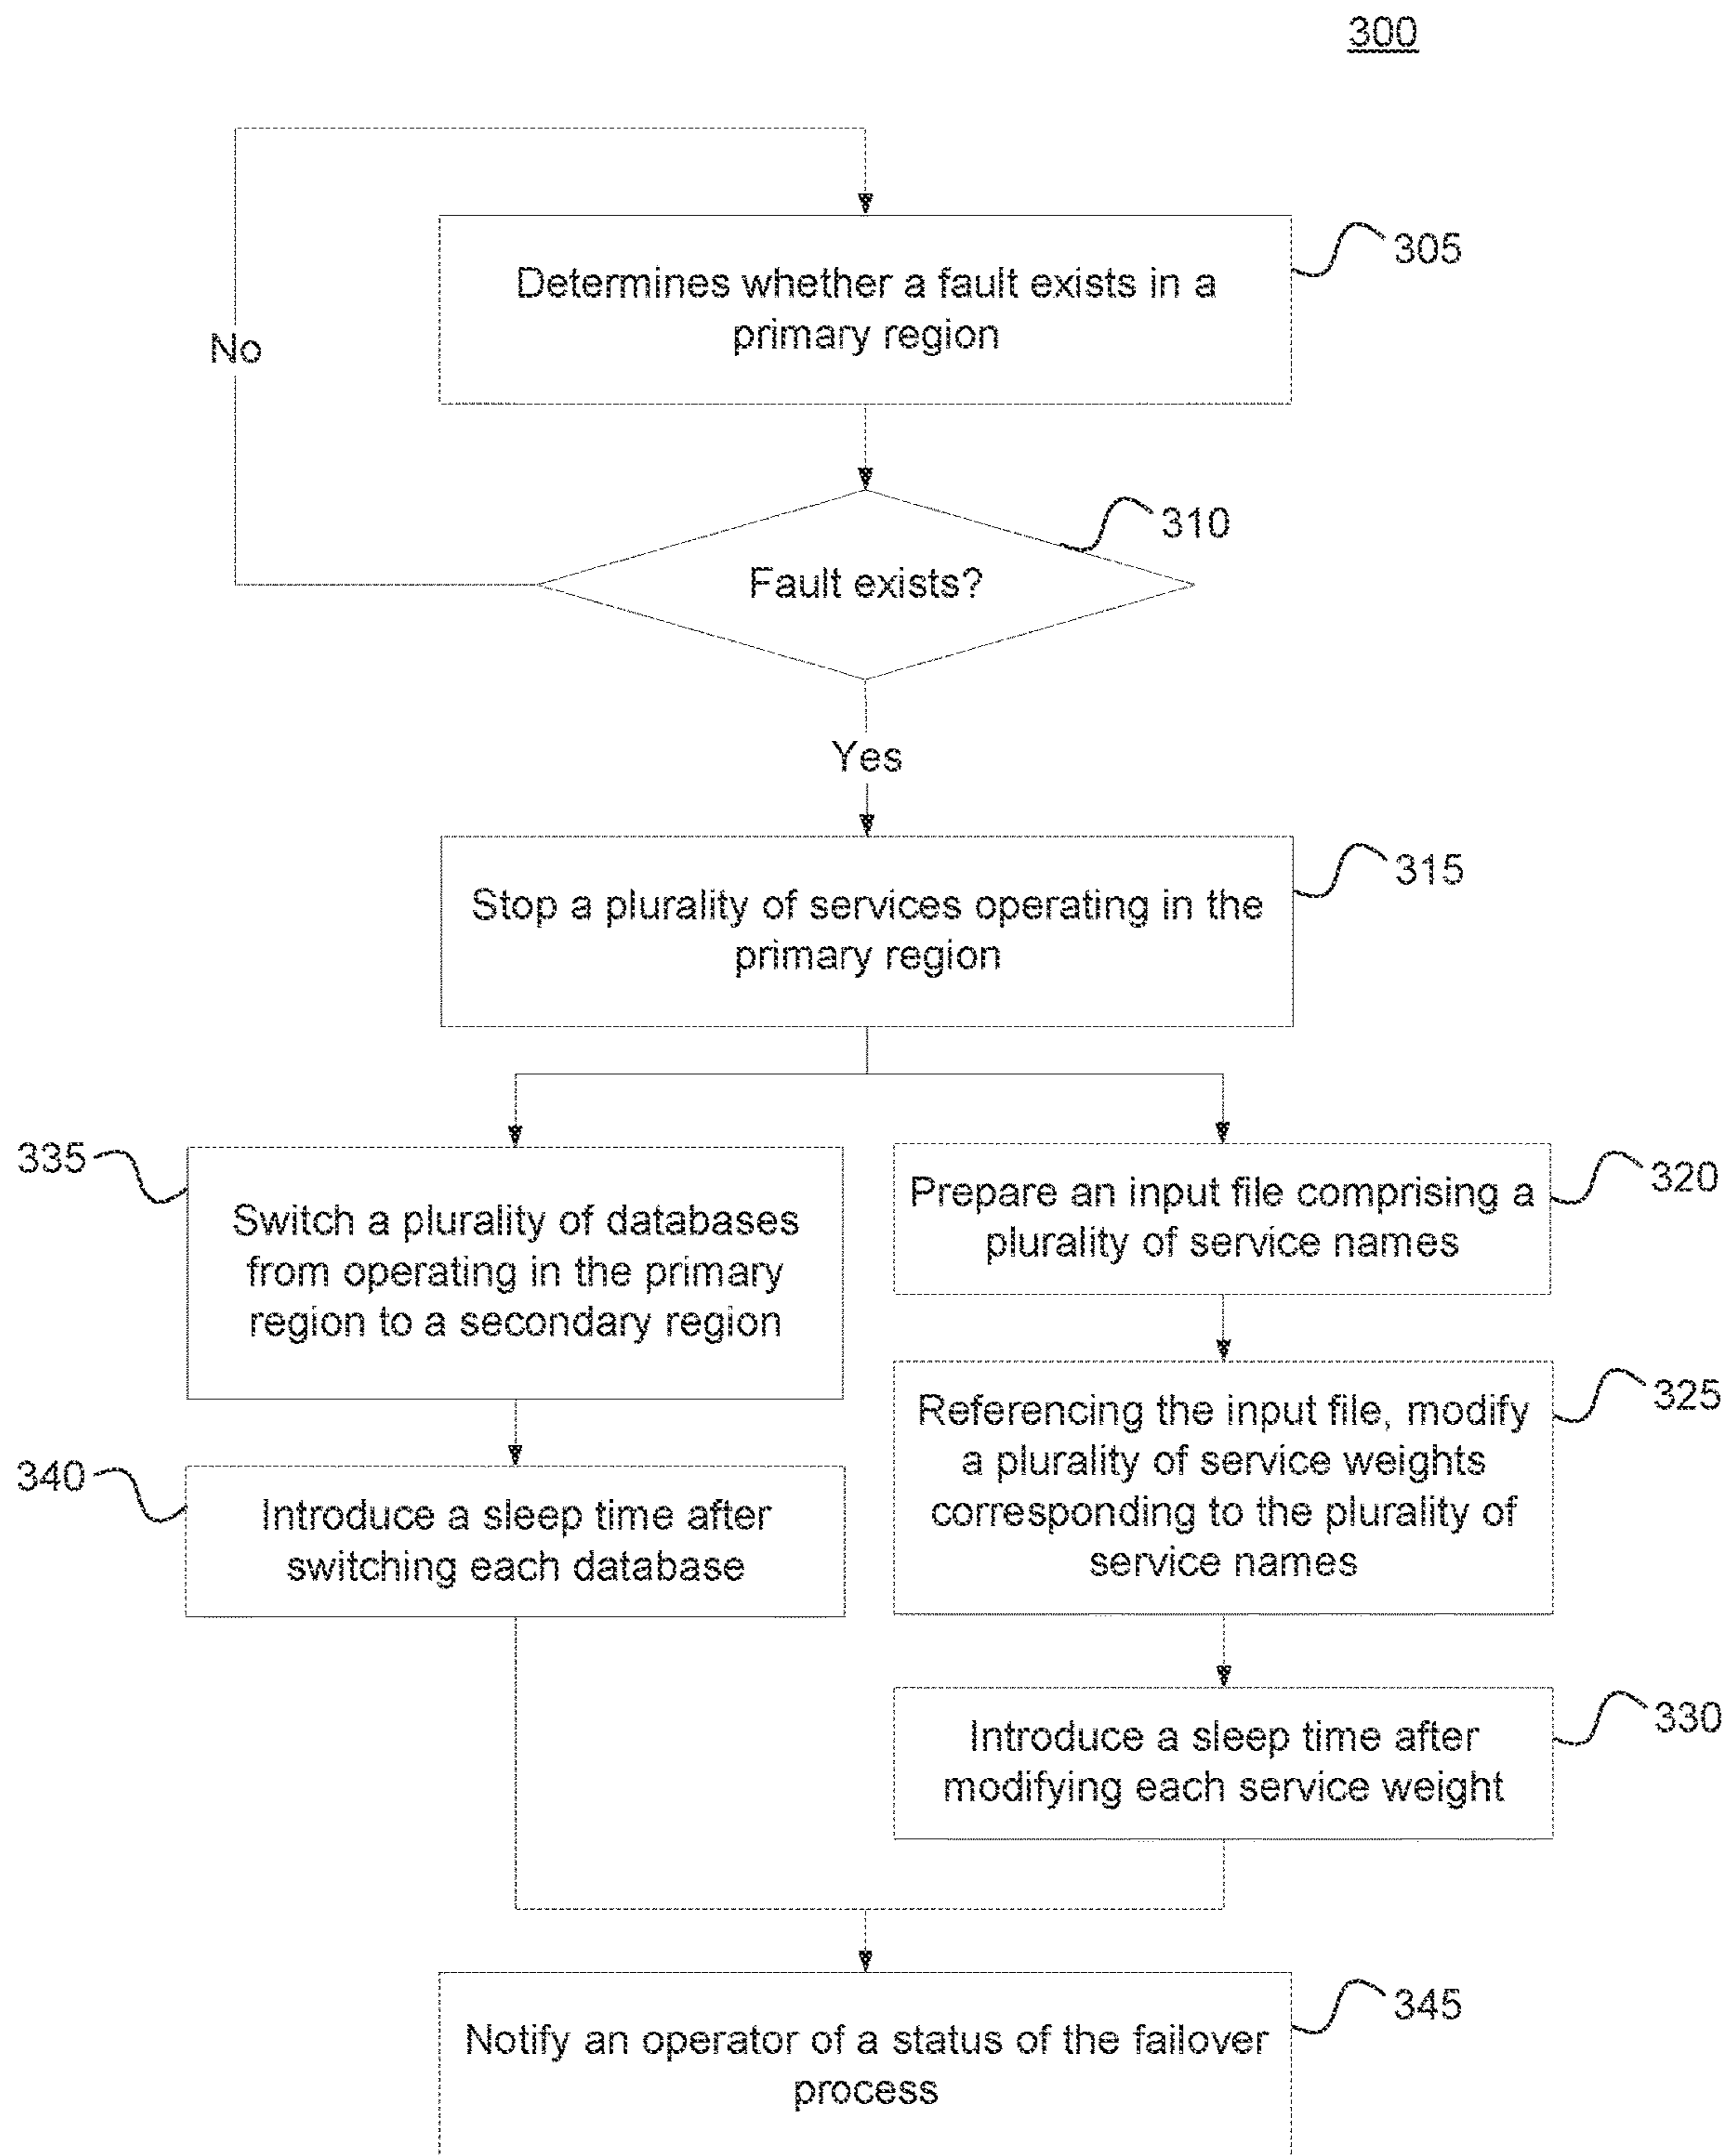 300
Determines whether a fault exists in a
primary region
305
No
Fault exists?
310
Yes
Stop a plurality of services operating in the
primary region
315
335
Switch a plurality of databases
from operating in the primary
region to a secondary region
340
Introduce a sleep time after
switching each database
Prepare an input file comprising a
plurality of service names
320
Referencing the input file, modify
a plurality of service weights
corresponding to the plurality of
service names
325
Introduce a sleep time after
modifying each service weight
330
Notify an operator of a status of the failover
process
345